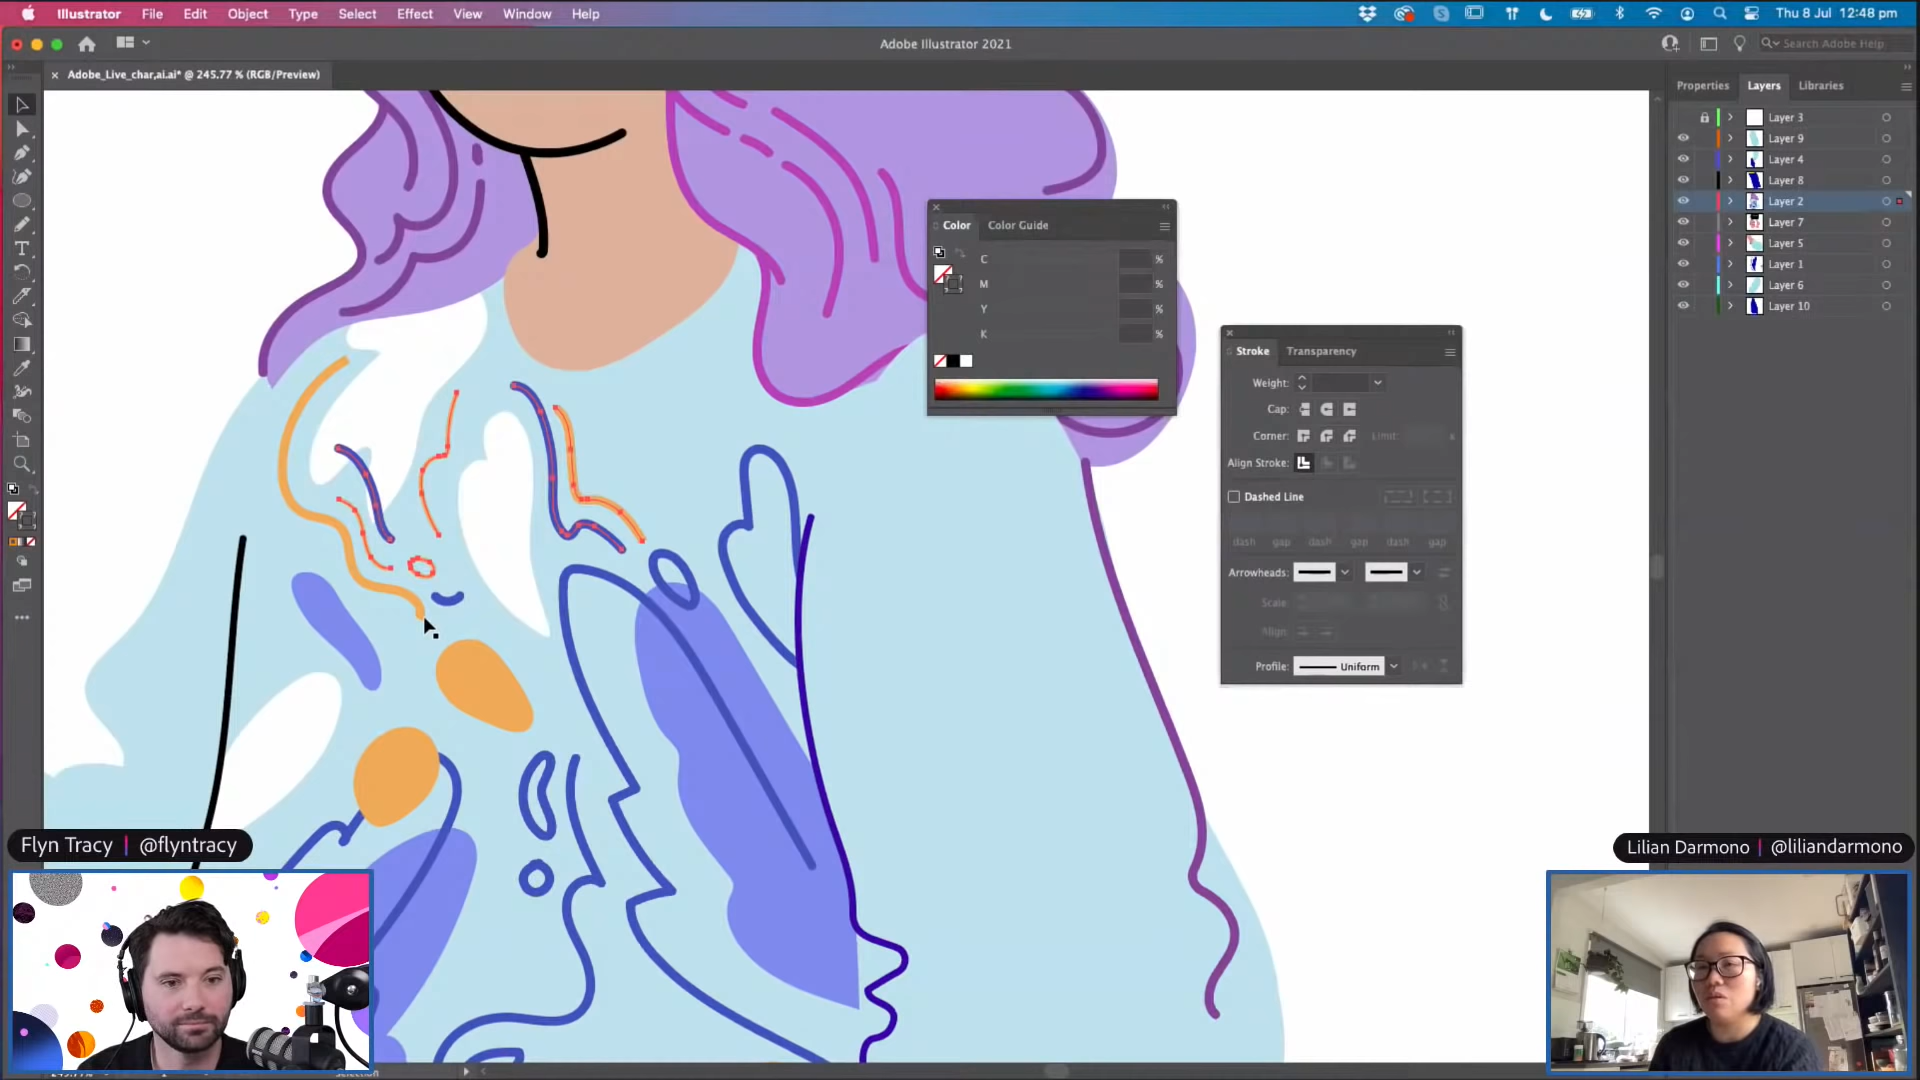 Illustrator File Edit Object Type Select Effect View Window Help
Thu 8 Jul 12:48 pm
Adobe Illustrator 2021
Search Adobe Help
Adobe_Live_char,ai.ai* @ 245.77 % (RGB/Preview)
Properties Layers Libraries
Layer 3
Layer 9
Layer 4
Layer 8
Layer 2
Layer 7
Layer 5
Layer 1
Layer 6
Layer 10
Color Color Guide
C %
M %
Y %
K %
Stroke Transparency
Weight:
Cap:
Corner: Limit:
Align Stroke:
Dashed Line
dash gap dash gap dash gap
Arrowheads:
Scale:
Align:
Profile: Uniform
Flyn Tracy | @flyntracy
Lilian Darmono | @liliandarmono